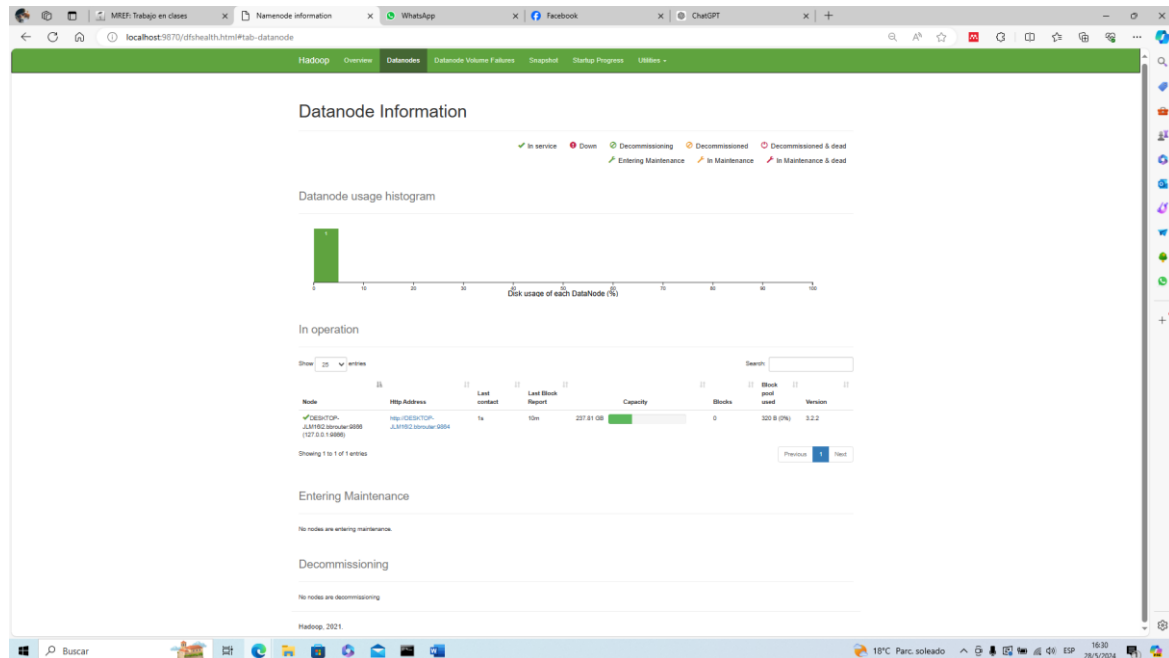 MREF: Trabajo en clases
Namenode information
WhatsApp
Facebook
ChatGPT
localhost:9870/dfshealth.html#tab-datanode
Hadoop Overview Datanodes Datanode Volume Failures Snapshot Startup Progress Utilities
Datanode Information
In service Down Decommissioning Decommissioned Decommissioned & dead
Entering Maintenance In Maintenance In Maintenance & dead
Datanode usage histogram
1
0 10 20 30 40 50 60 70 80 90 100
Disk usage of each DataNode (%)
In operation
Show 25 entries Search:
Node Http Address Last contact Last Block Report Capacity Blocks Block pool used Version
DESKTOP- http://DESKTOP- 1s 10m 237.81 GB 0 320 B (0%) 3.2.2
(127.0.0.1:9866)
Showing 1 to 1 of 1 entries
Previous 1 Next
Entering Maintenance
No nodes are entering maintenance.
Decommissioning
No nodes are decommissioning
Hadoop, 2021.
Buscar
18°C Parc. soleado
ESP
16:30
28/5/2024